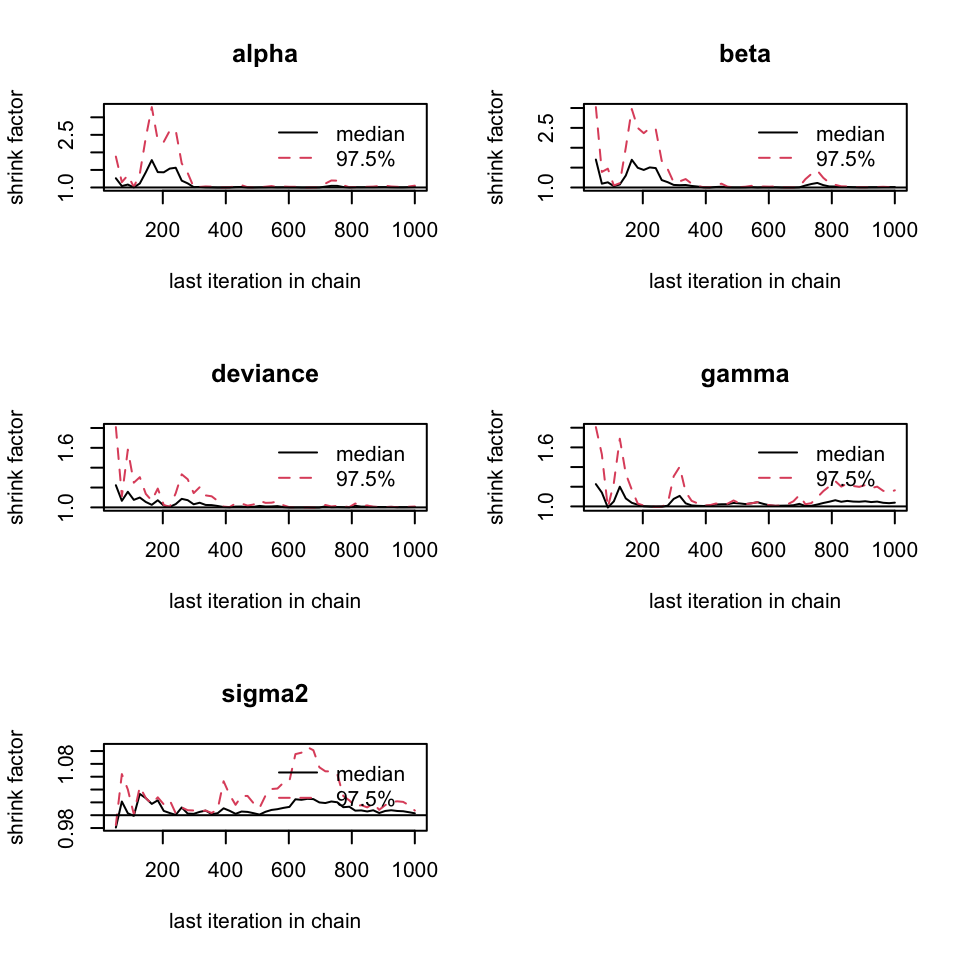 alpha
shrink factor
1.0 2.5
median
97.5%
200 400 600 800 1000
last iteration in chain
beta
shrink factor
1.0 2.5
median
97.5%
200 400 600 800 1000
last iteration in chain
deviance
shrink factor
1.0 1.6
median
97.5%
200 400 600 800 1000
last iteration in chain
gamma
shrink factor
1.0 1.6
median
97.5%
200 400 600 800 1000
last iteration in chain
sigma2
shrink factor
0.98 1.08
median
97.5%
200 400 600 800 1000
last iteration in chain